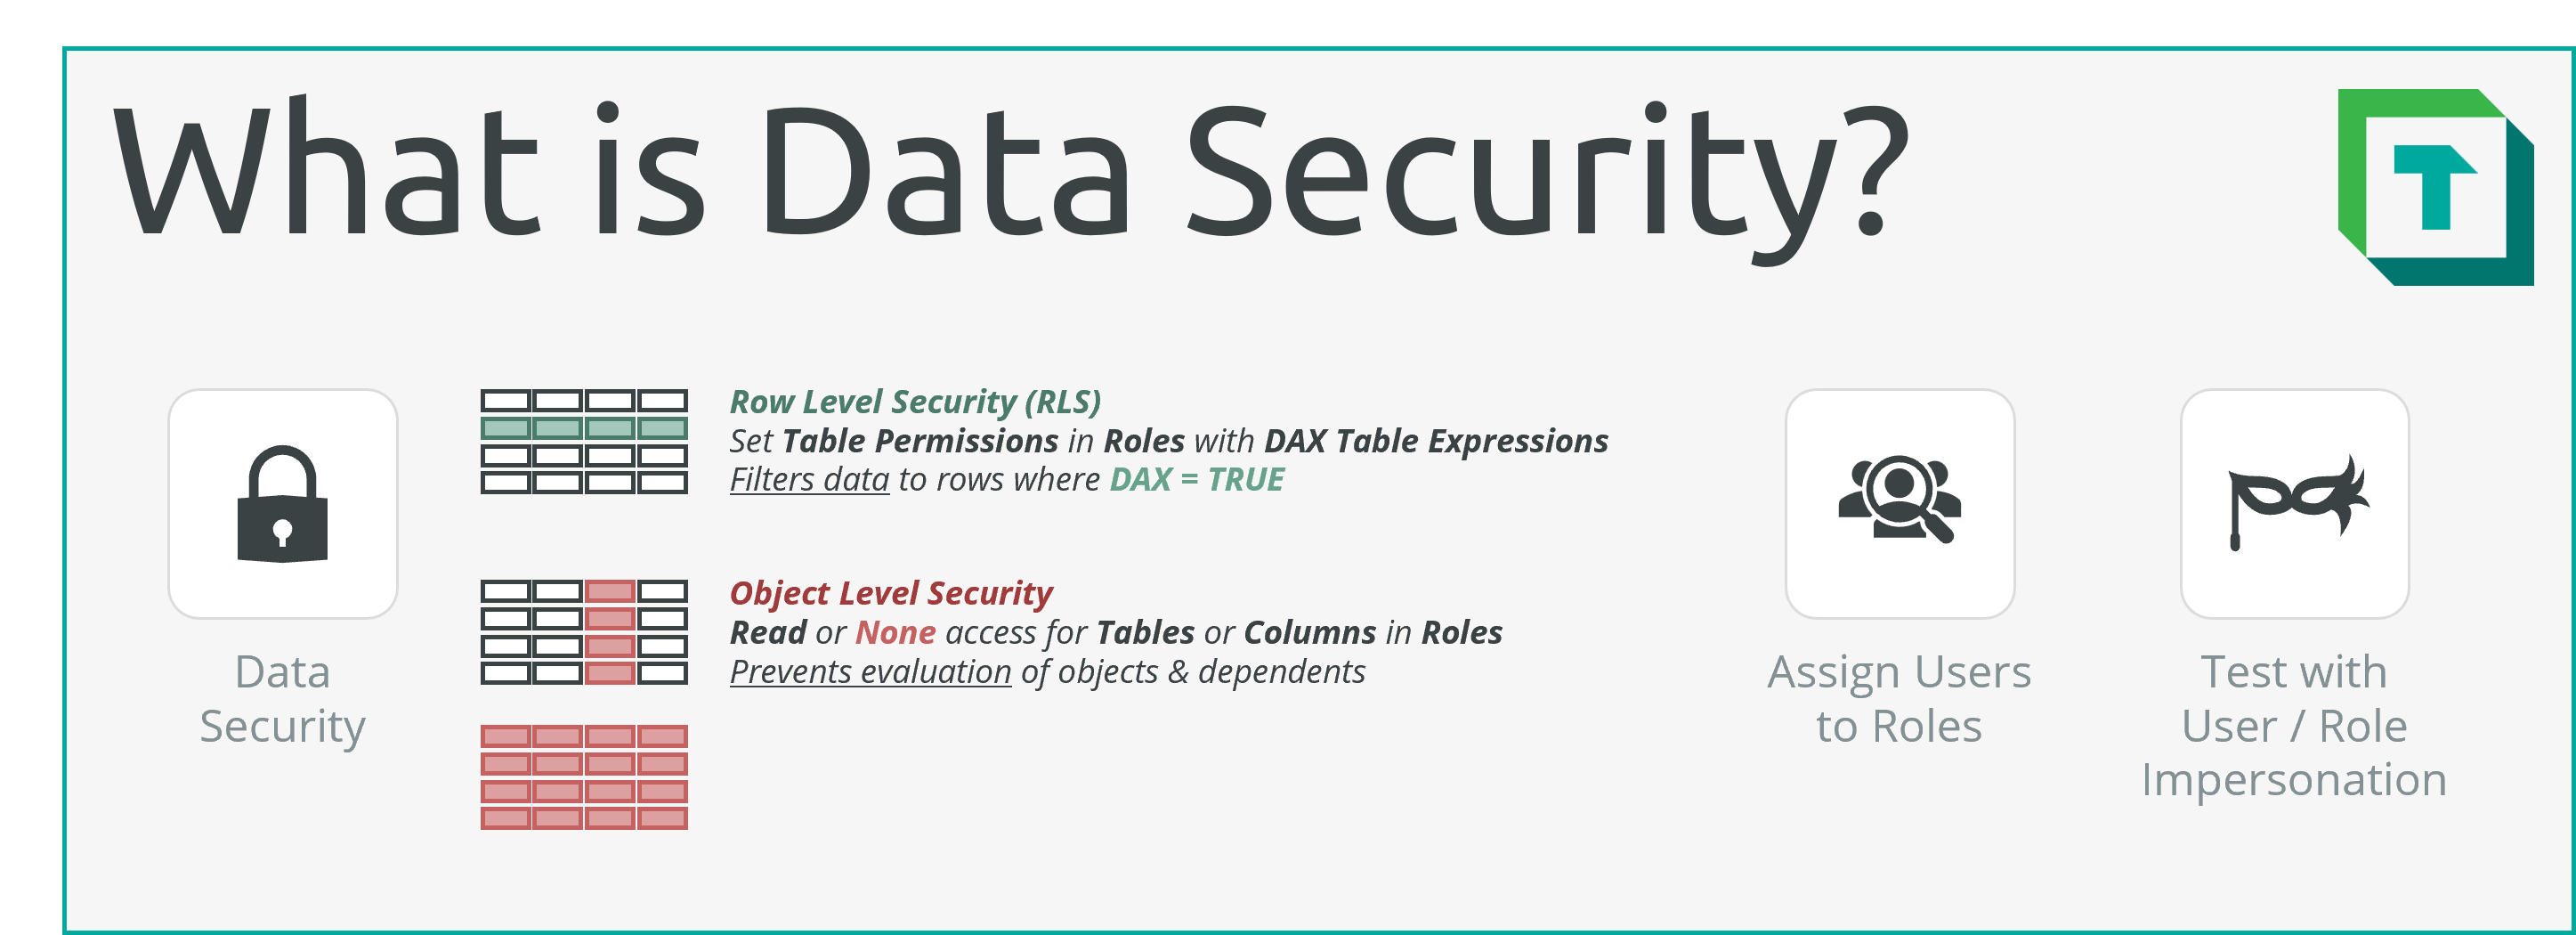 What is Data Security?
T
Data
Security
Row Level Security (RLS)
Set Table Permissions in Roles with DAX Table Expressions
Filters data to rows where DAX = TRUE
Object Level Security
Read or None access for Tables or Columns in Roles
Prevents evaluation of objects & dependents
Assign Users
to Roles
Test with
User / Role
Impersonation